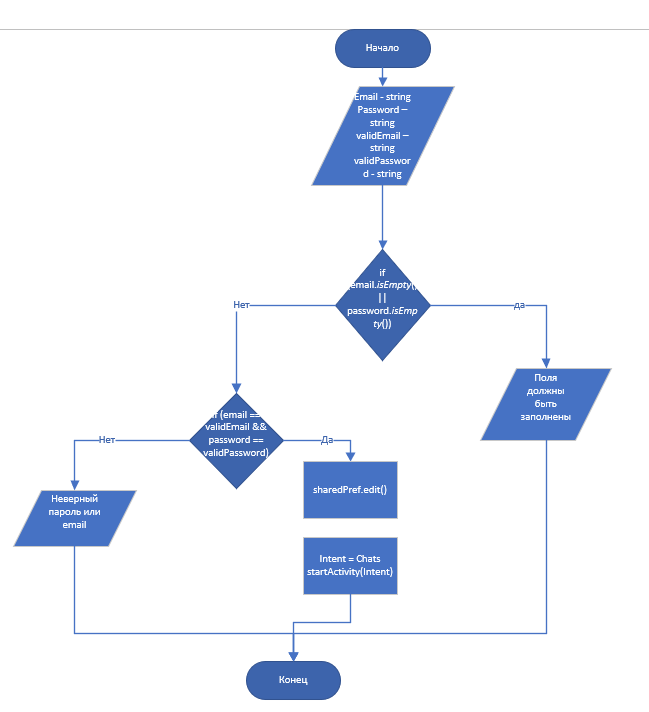 Начало
Email - string
Password –
string
validEmail –
string
validPasswor
d - string
if
(email.isEmpty()
||
password.isEmp
ty())
Нет
да
Поля
должны
быть
заполнены
if (email ==
validEmail &&
password ==
validPassword)
Нет
Да
Неверный
пароль или
email
sharedPref.edit()
Intent = Chats
startActivity(Intent)
Конец